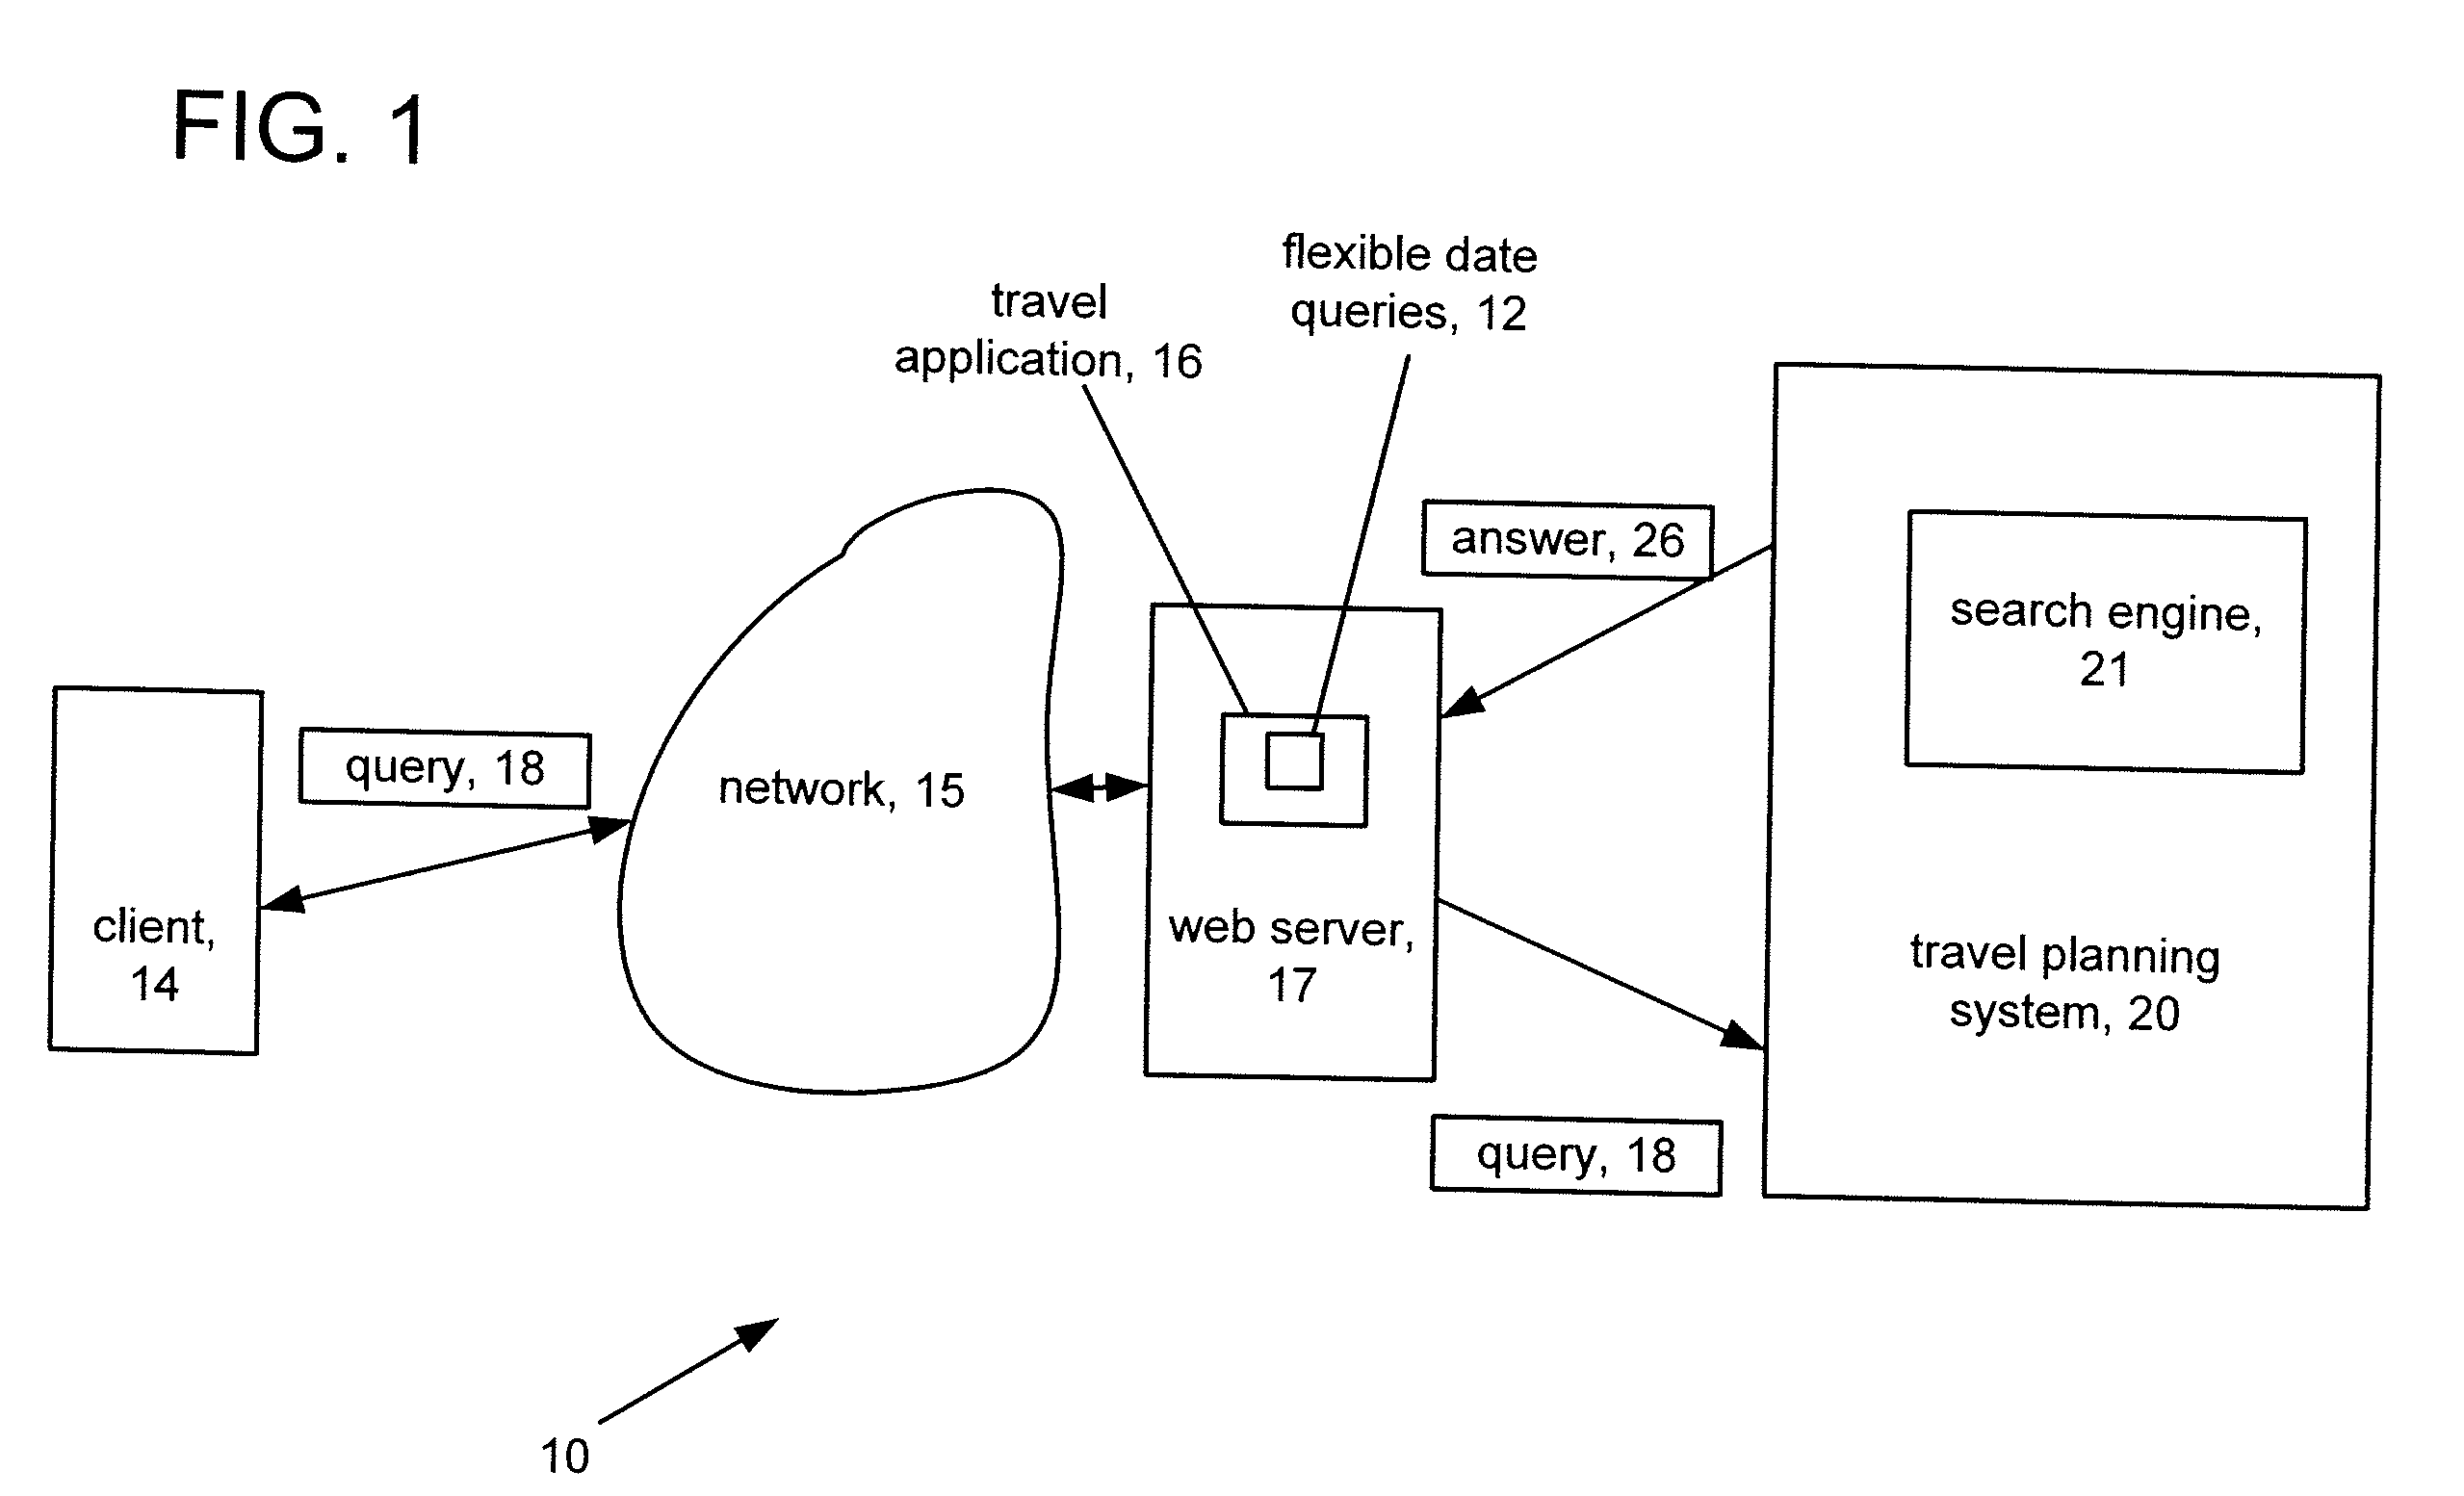 FIG. 1
flexible date
queries, 12
travel
application, 16
answer, 26
search engine,
21
query, 18
network, 15
client,
14
web server,
17
travel planning
system, 20
query, 18
10